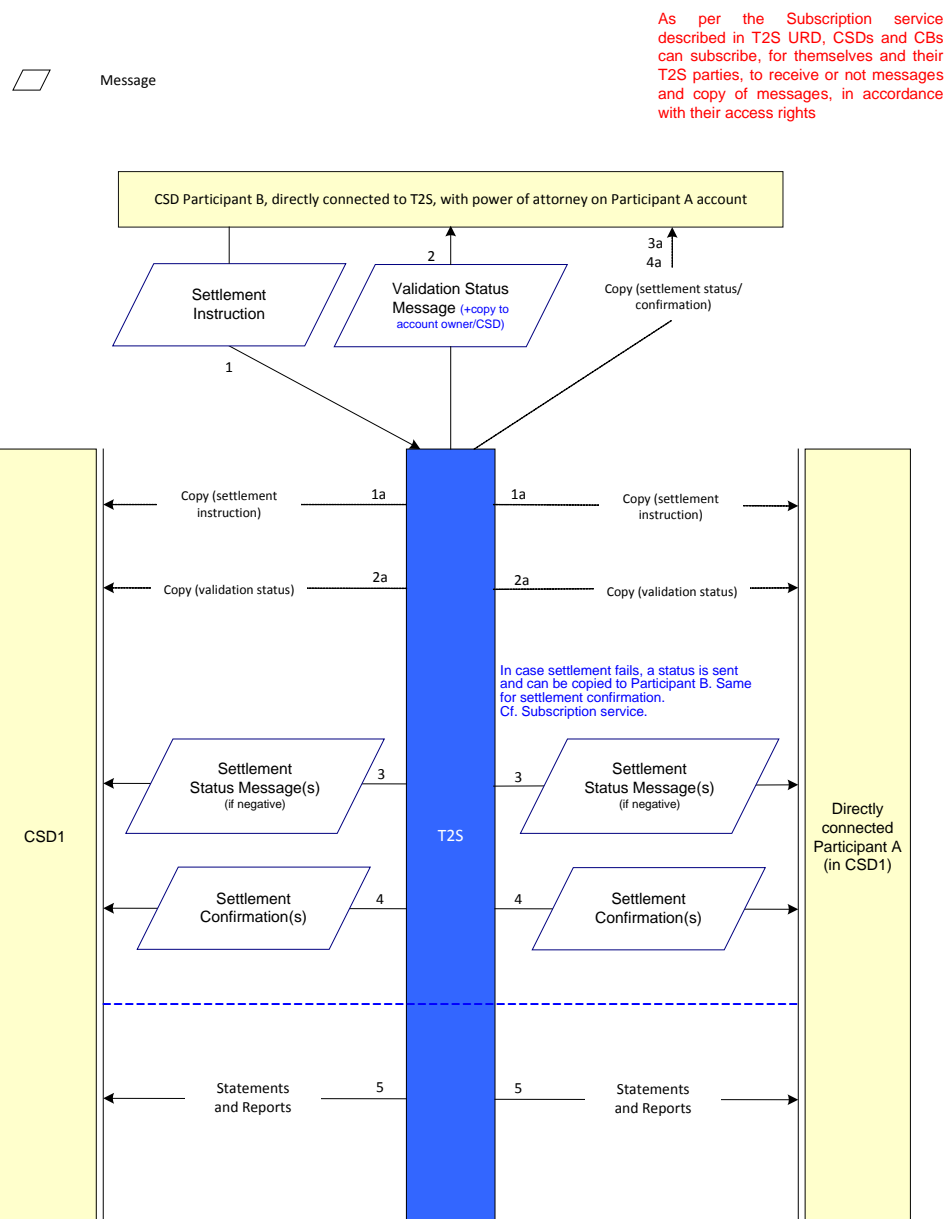 As per the Subscription service
described in T2S URD, CSDs and CBs
can subscribe, for themselves and their
T2S parties, to receive or not messages
and copy of messages, in accordance
with their access rights
Message
CSD Participant B, directly connected to T2S, with power of attorney on Participant A account
Settlement
Instruction
1
2
Validation Status
Message (+copy to
account owner/CSD)
3a
4a
Copy (settlement status/
confirmation)
Copy (settlement
instruction)
1a
1a
Copy (settlement
instruction)
Copy (validation status)
2a
2a
Copy (validation status)
In case settlement fails, a status is sent
and can be copied to Participant B. Same
for settlement confirmation.
Cf. Subscription service.
Settlement
Status Message(s)
(if negative)
3
3
Settlement
Status Message(s)
(if negative)
CSD1
T2S
Directly
connected
Participant A
(in CSD1)
Settlement
Confirmation(s)
4
4
Settlement
Confirmation(s)
Statements
and Reports
5
5
Statements
and Reports